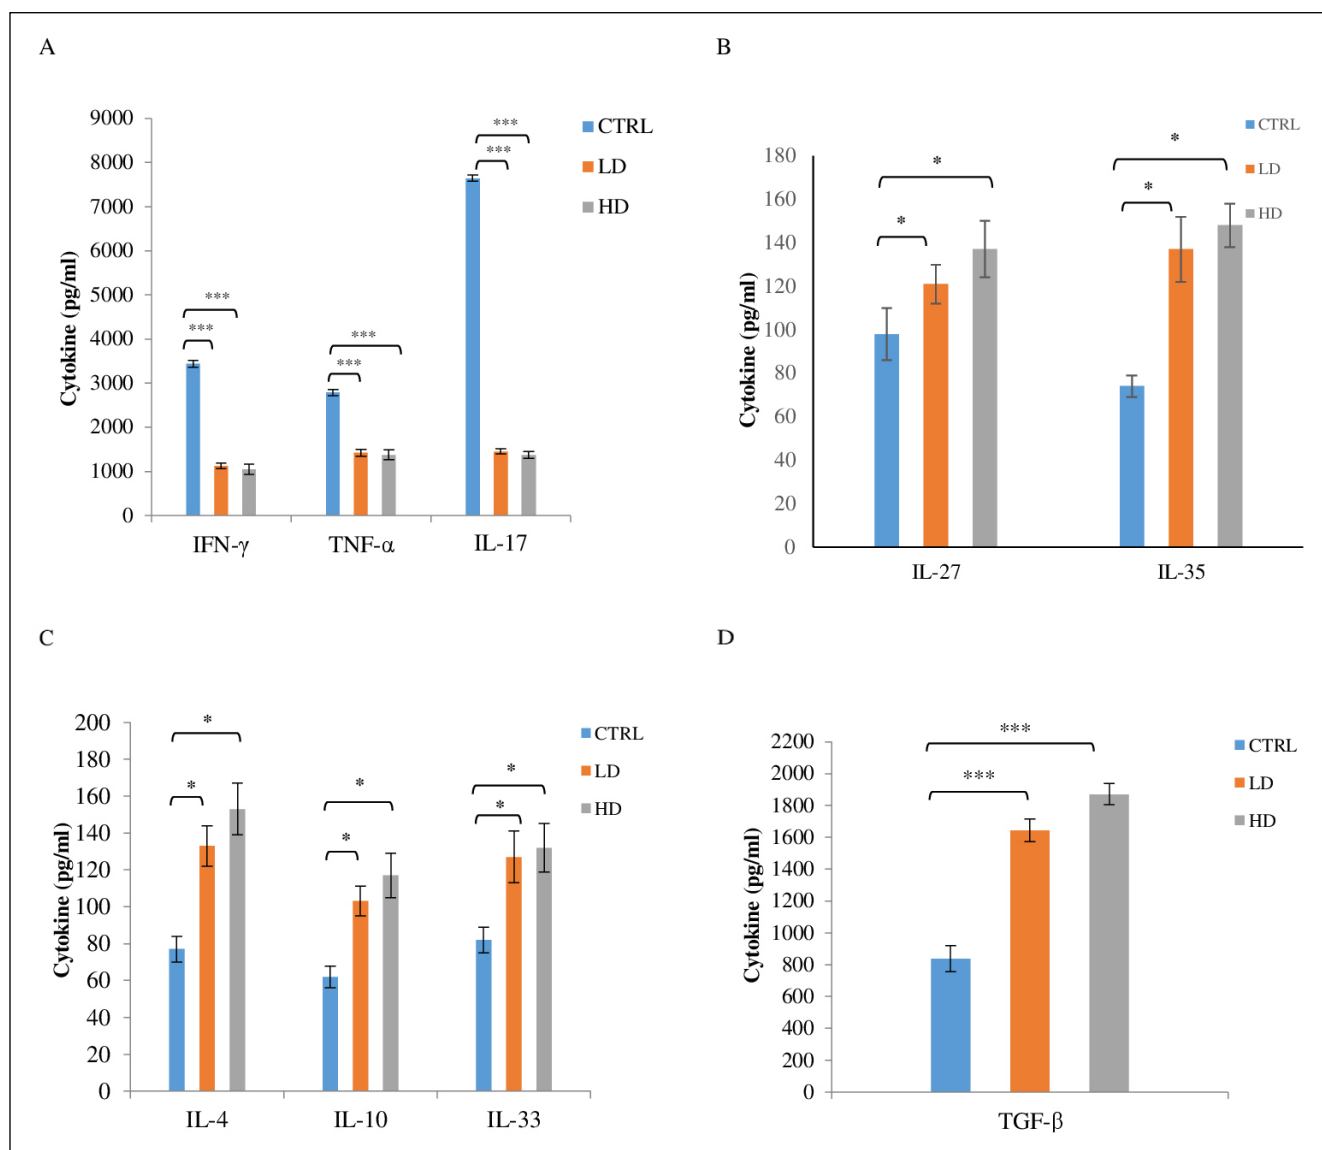 A
Cytokine (pg/ml)
9000
8000
7000
6000
5000
4000
3000
2000
1000
0
***
***
***
***
***
***
IFN-γ
TNF-α
IL-17
CTRL
LD
HD
B
Cytokine (pg/ml)
180
160
140
120
100
80
60
40
20
0
*
*
*
*
IL-27
IL-35
CTRL
LD
HD
C
Cytokine (pg/ml)
200
180
160
140
120
100
80
60
40
20
0
*
*
*
*
*
*
IL-4
IL-10
IL-33
CTRL
LD
HD
D
Cytokine (pg/ml)
2200
2000
1800
1600
1400
1200
1000
800
600
400
200
0
***
***
TGF-β
CTRL
LD
HD